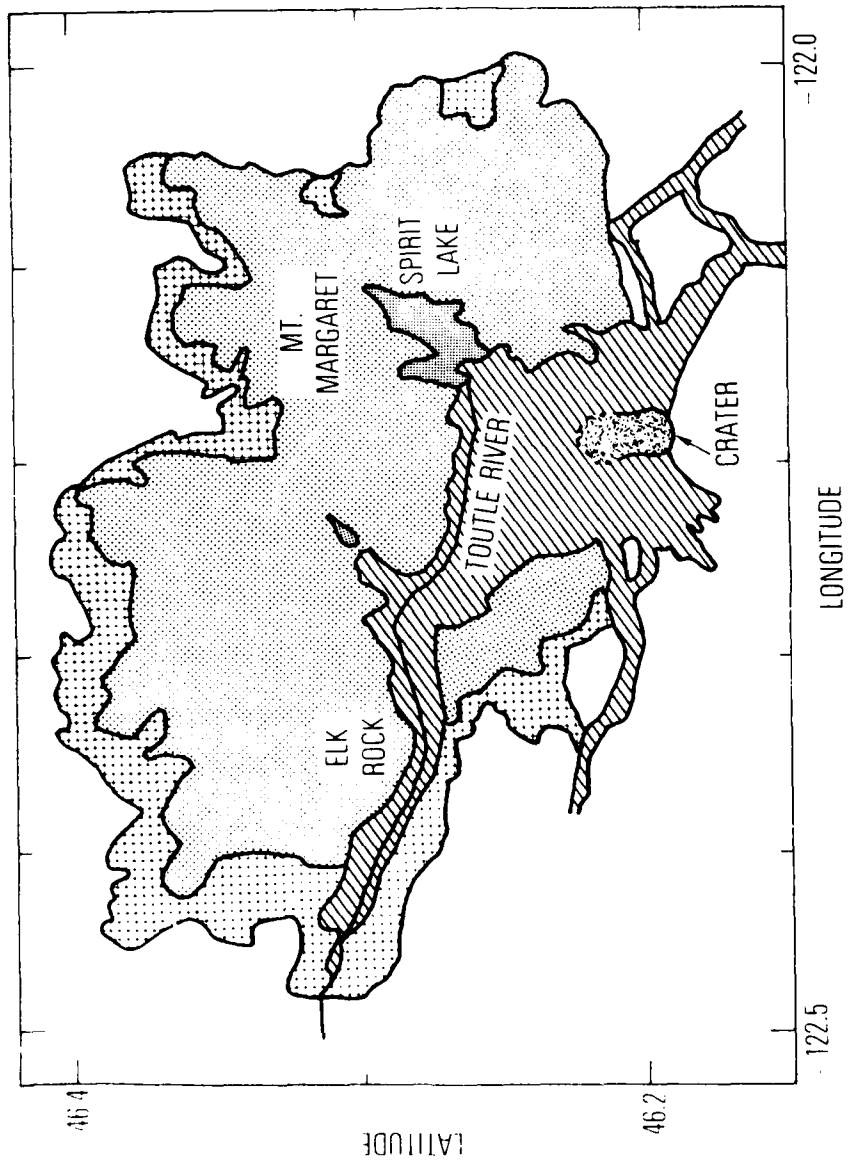 46.4
LATITUDE
46.2
ELK
ROCK
MT.
MARGARET
SPIRIT
LAKE
TOUTLE RIVER
CRATER
-122.5
LONGITUDE
-122.0